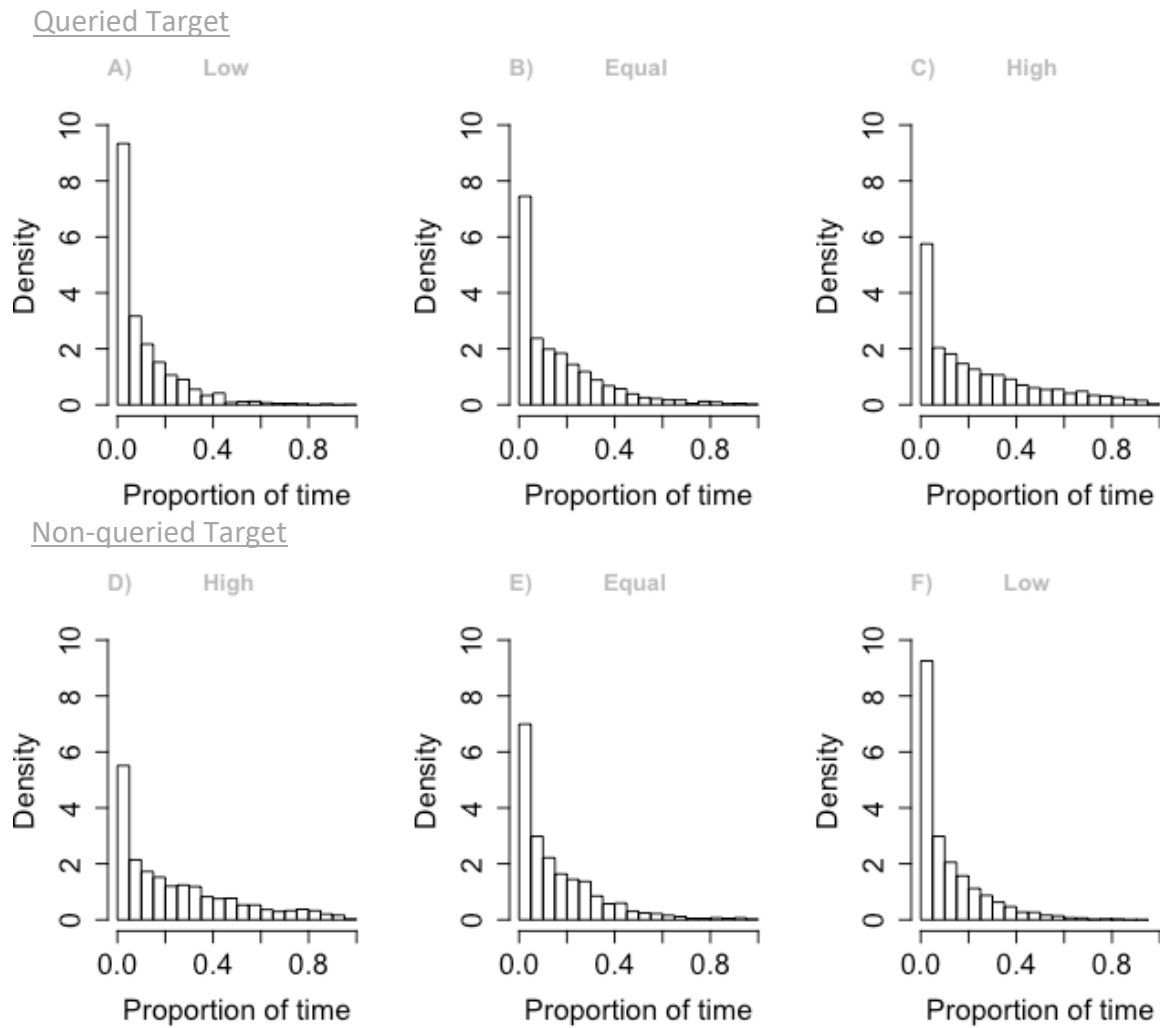 Queried Target
A) Low B) Equal C) High
10 10 10
8 8 8
6 6 6
4 4 4
2 2 2
0 0 0
Density Density Density
0.0 0.4 0.8 0.0 0.4 0.8 0.0 0.4 0.8
Proportion of time Proportion of time Proportion of time
Non-queried Target
D) High E) Equal F) Low
10 10 10
8 8 8
6 6 6
4 4 4
2 2 2
0 0 0
Density Density Density
0.0 0.4 0.8 0.0 0.4 0.8 0.0 0.4 0.8
Proportion of time Proportion of time Proportion of time